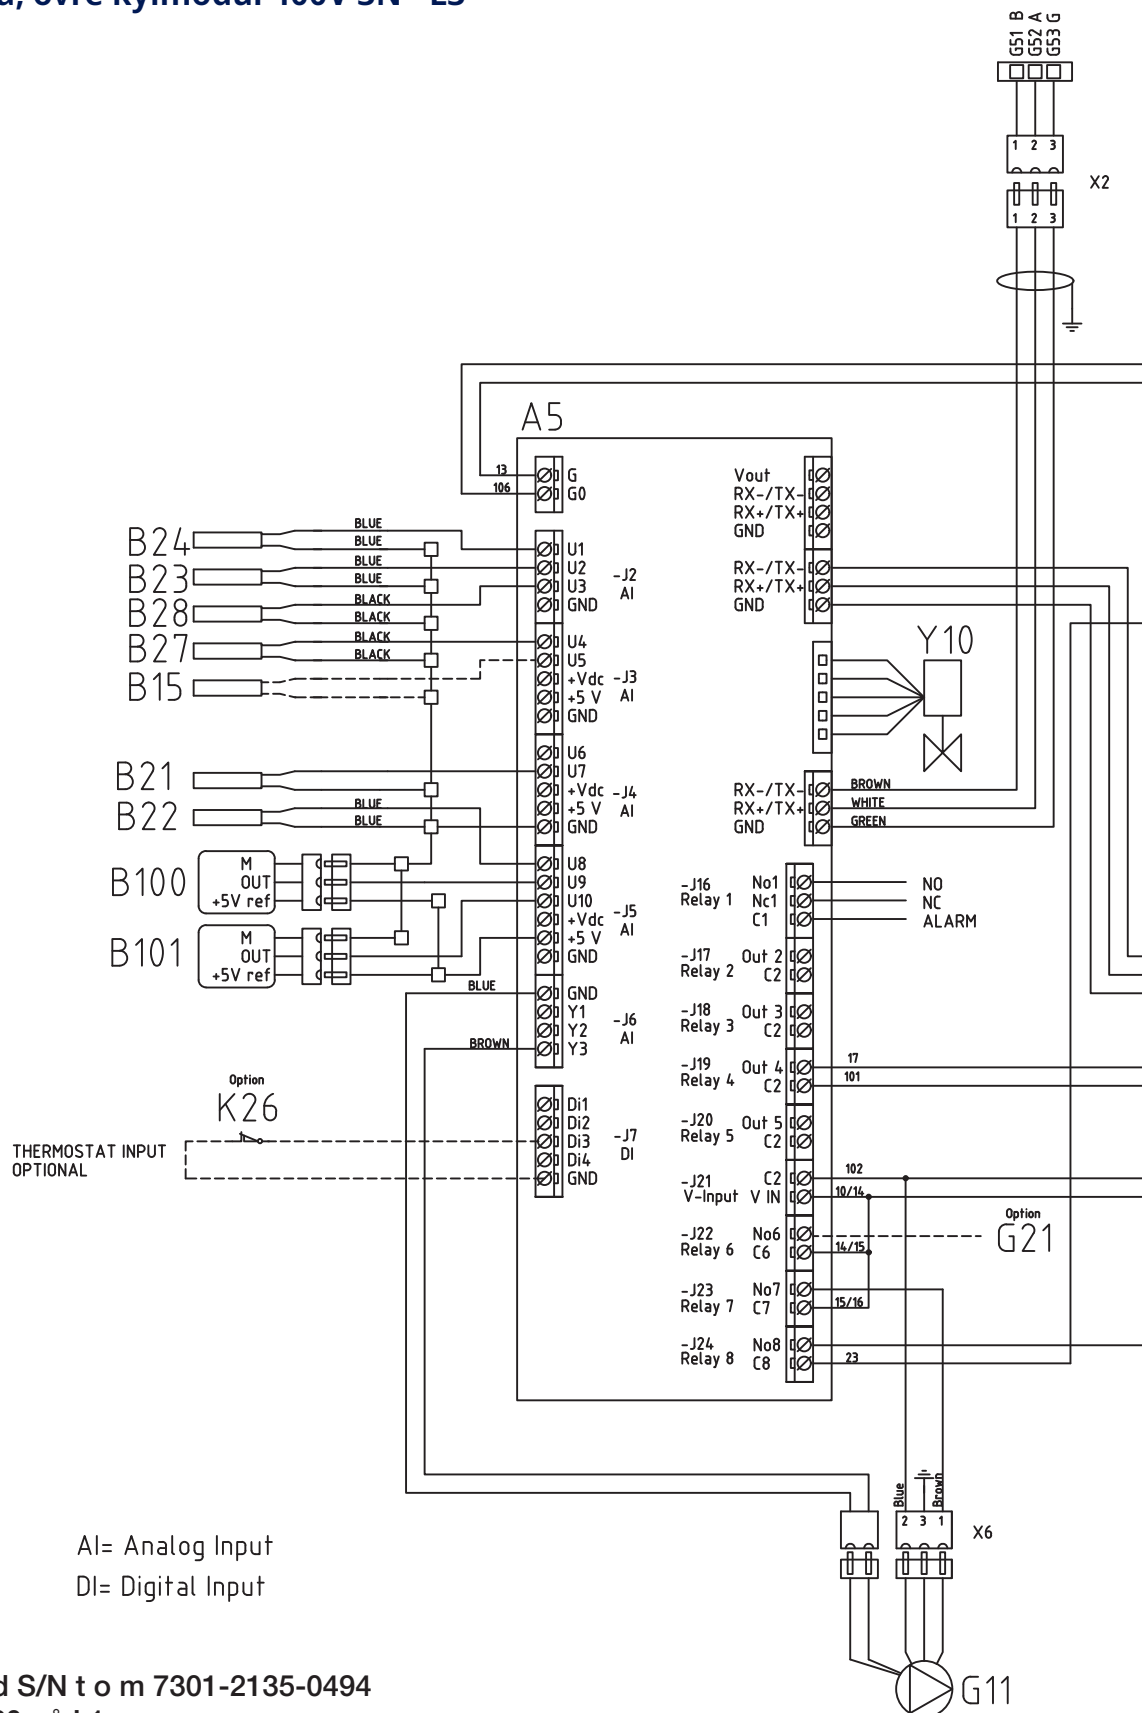 övre kylmodul 400V 3N~ ES
G51 B
G52 A
G53 G
1 2 3
X2
1 2 3
A5
13
G
106
G0
Vout
RX-/TX-
RX+/TX+
GND
B24
BLUE
BLUE
U1
B23
BLUE
BLUE
U2
-J2
AI
RX-/TX-
RX+/TX+
GND
B28
BLACK
U3
GND
B27
BLACK
BLACK
U4
U5
B15
+Vdc
-J3
+5 V
AI
GND
Y10
U6
B21
U7
+Vdc
-J4
B22
BLUE
BLUE
+5 V
AI
GND
RX-/TX-
BROWN
RX+/TX+
WHITE
GND
GREEN
B100
M
OUT
+5V ref
U8
U9
U10
+Vdc
-J5
AI
+5 V
GND
-J16
Relay 1
No1
Nc1
C1
NO
NC
ALARM
B101
M
OUT
+5V ref
-J17
Relay 2
Out 2
C2
BLUE
GND
Y1
Y2
-J6
AI
BROWN
Y3
-J18
Relay 3
Out 3
C2
-J19
Relay 4
Out 4
17
C2
101
Option
K26
THERMOSTAT INPUT
OPTIONAL
Di1
Di2
Di3
-J7
DI
Di4
GND
-J20
Relay 5
Out 5
C2
-J21
V-Input
C2
102
V IN
10/14
-J22
Relay 6
No6
C6
14/15
Option
G21
-J23
Relay 7
No7
C7
15/16
-J24
Relay 8
No8
C8
23
Blue
Brown
2 3 1
X6
AI= Analog Input
DI= Digital Input
S/N t o m 7301-2135-0494
G11